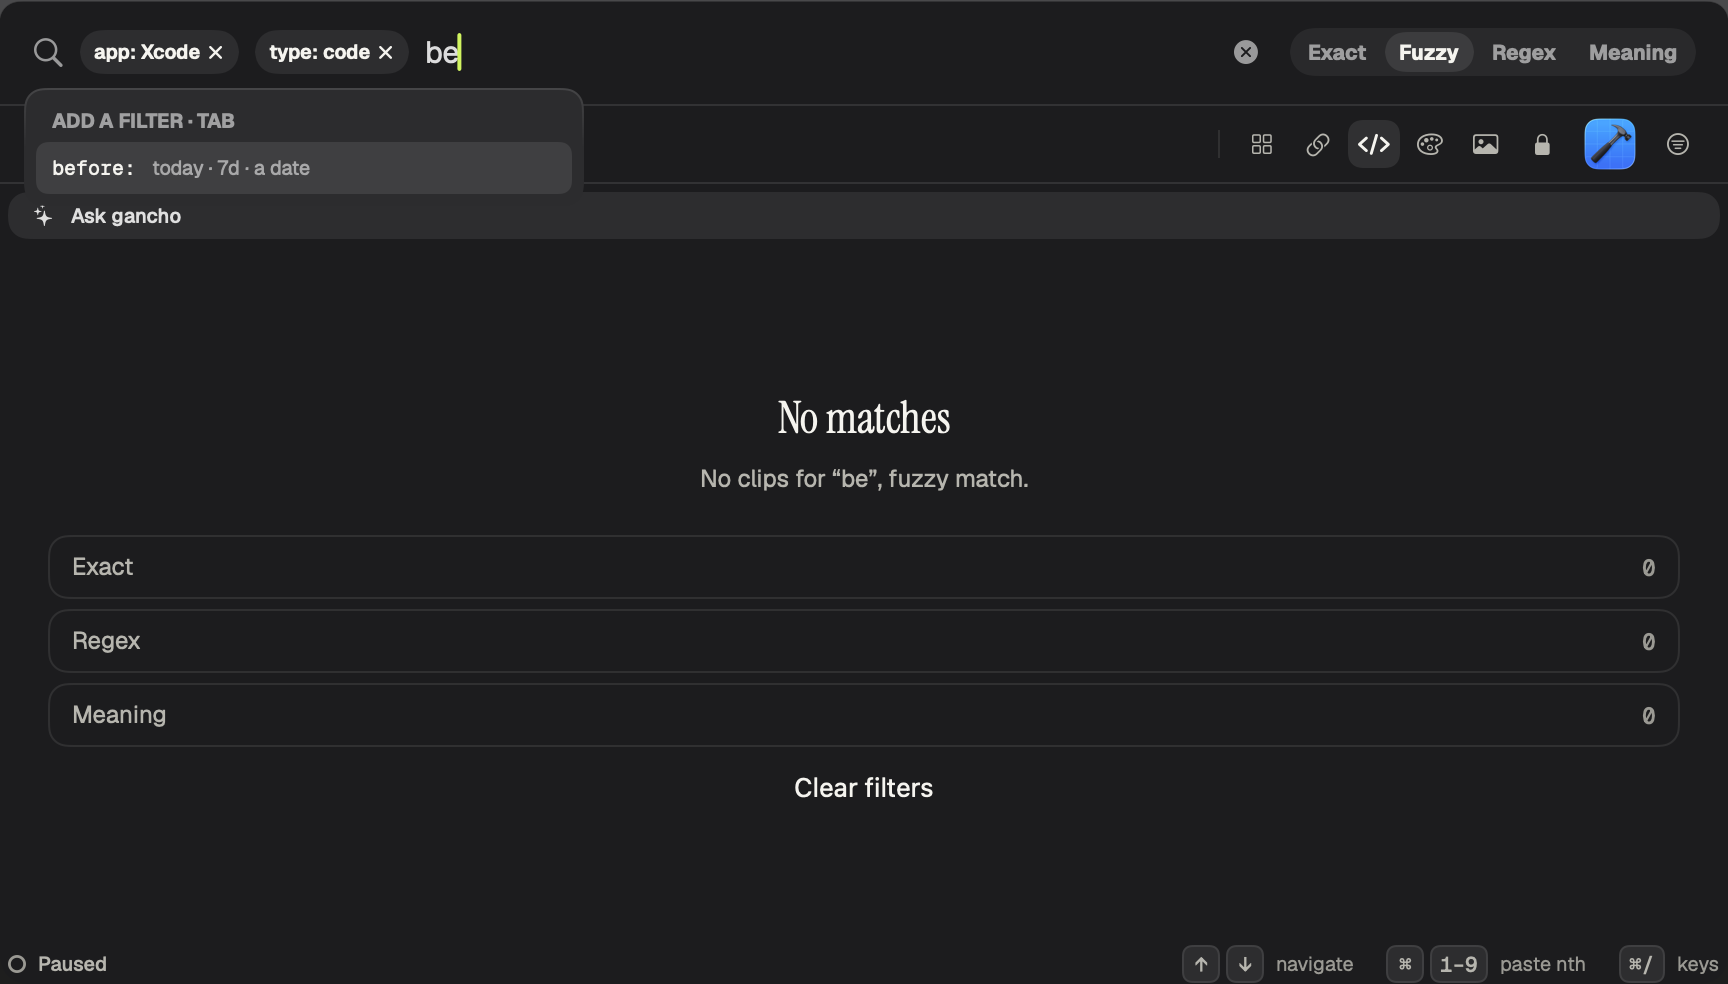 app: Xcode × type: code × be
Exact Fuzzy Regex Meaning
ADD A FILTER · TAB
before: today · 7d · a date
Ask gancho
No matches
No clips for “be”, fuzzy match.
Exact 0
Regex 0
Meaning 0
Clear filters
Paused
↑ ↓ navigate ⌘ 1-9 paste nth ⌘/ keys